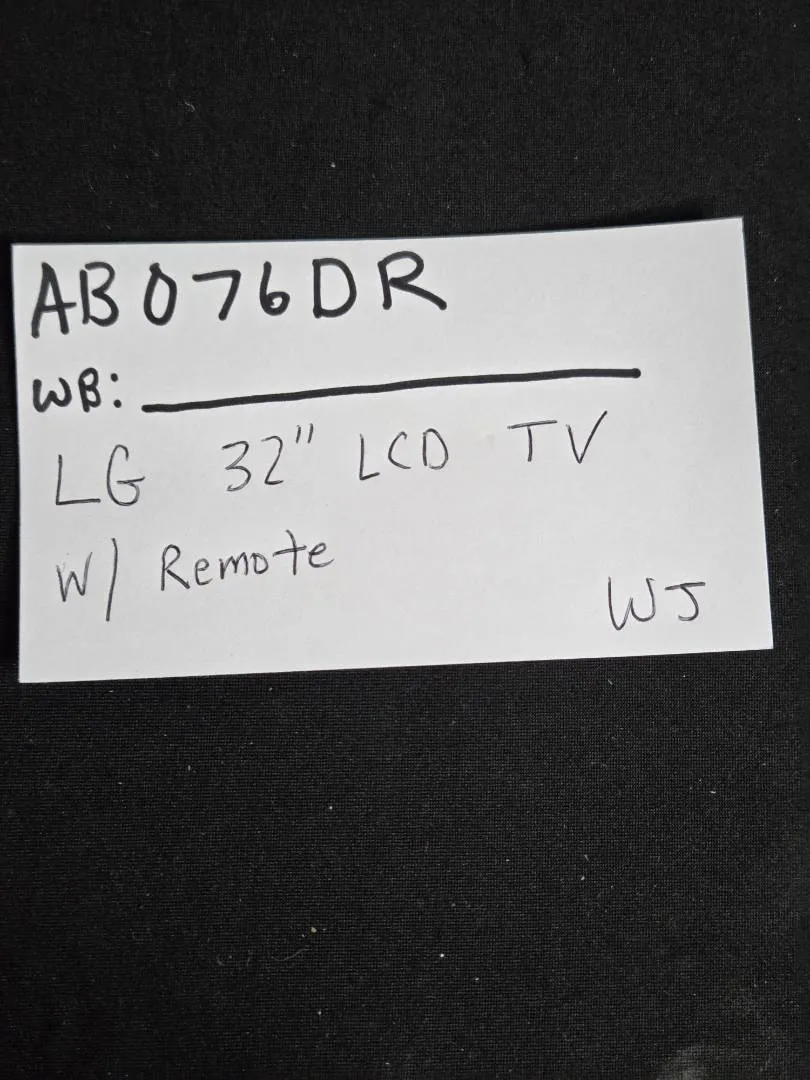 AB076DR
WB: ___________
LG 32" LCD TV
W/ Remote
WJ